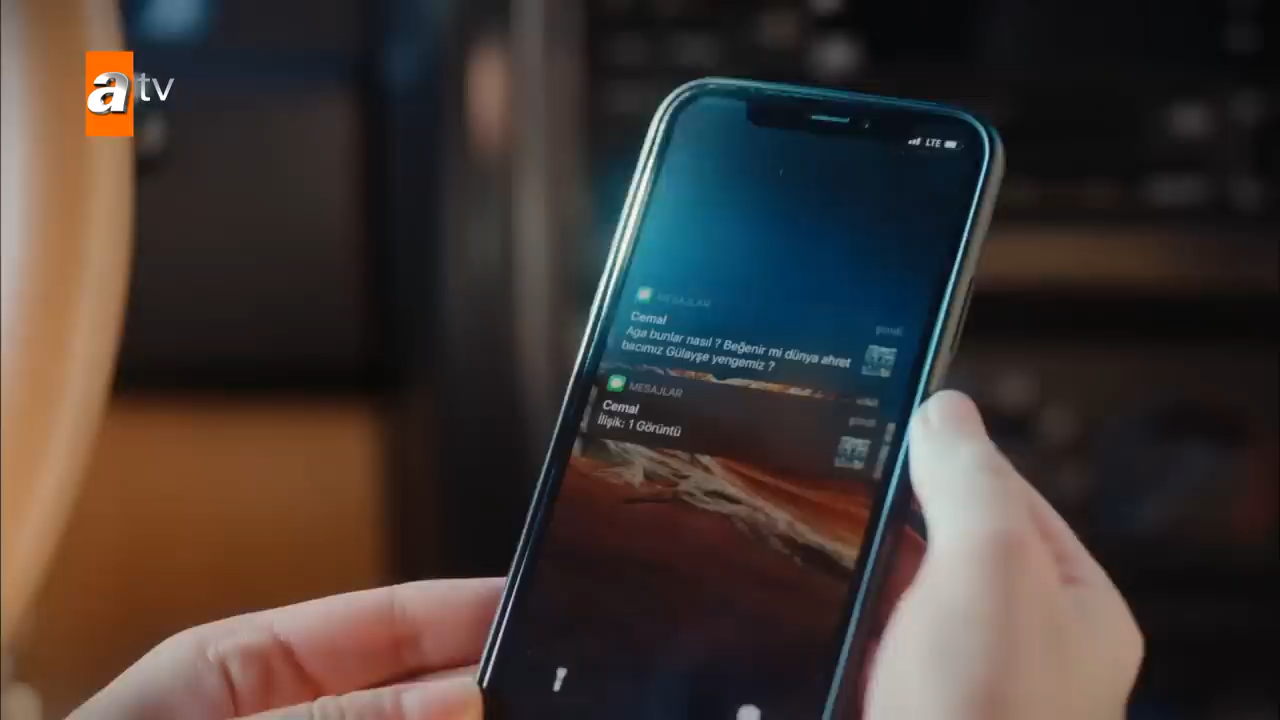 atv
LTE
MESAJLAR
Cemal
şimdi
Aga bunlar nasıl ? Beğenir mi dünya ahret
bacımız Gülayşe yengemiz ?
MESAJLAR
Cemal
şimdi
İlişik: 1 Görüntü